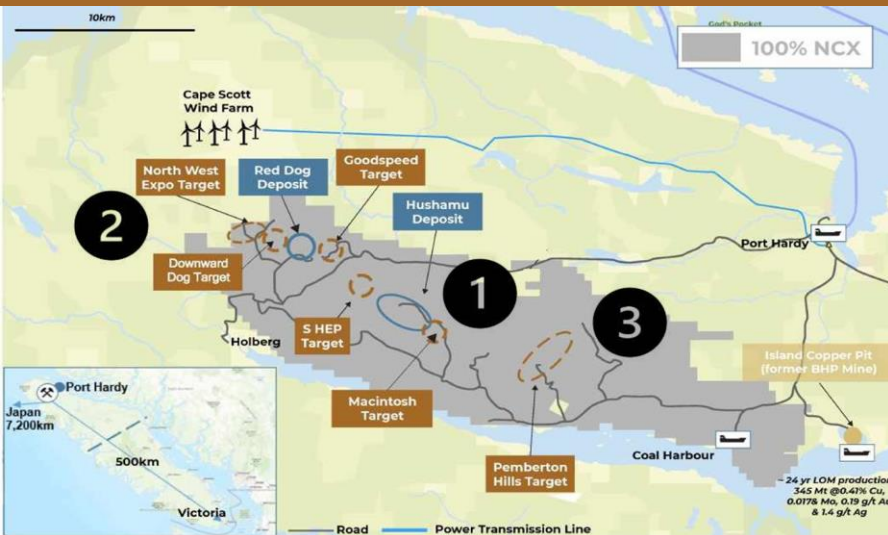 10km
God's Pocket
100% NCX
Cape Scott
Wind Farm
North West
Expo Target
Red Dog
Deposit
Goodspeed
Target
Hushamu
Deposit
2
Port Hardy
Downward
Dog Target
1
S HEP
Target
3
Holberg
Island Copper Pit
(former BHP Mine)
Macintosh
Target
Port Hardy
Japan
7,200km
500km
Victoria
Coal Harbour
Pemberton
Hills Target
~ 24 yr LOM production
345 Mt @0.41% Cu,
0.017& Mo, 0.19 g/t Au
& 1.4 g/t Ag
Road
Power Transmission Line